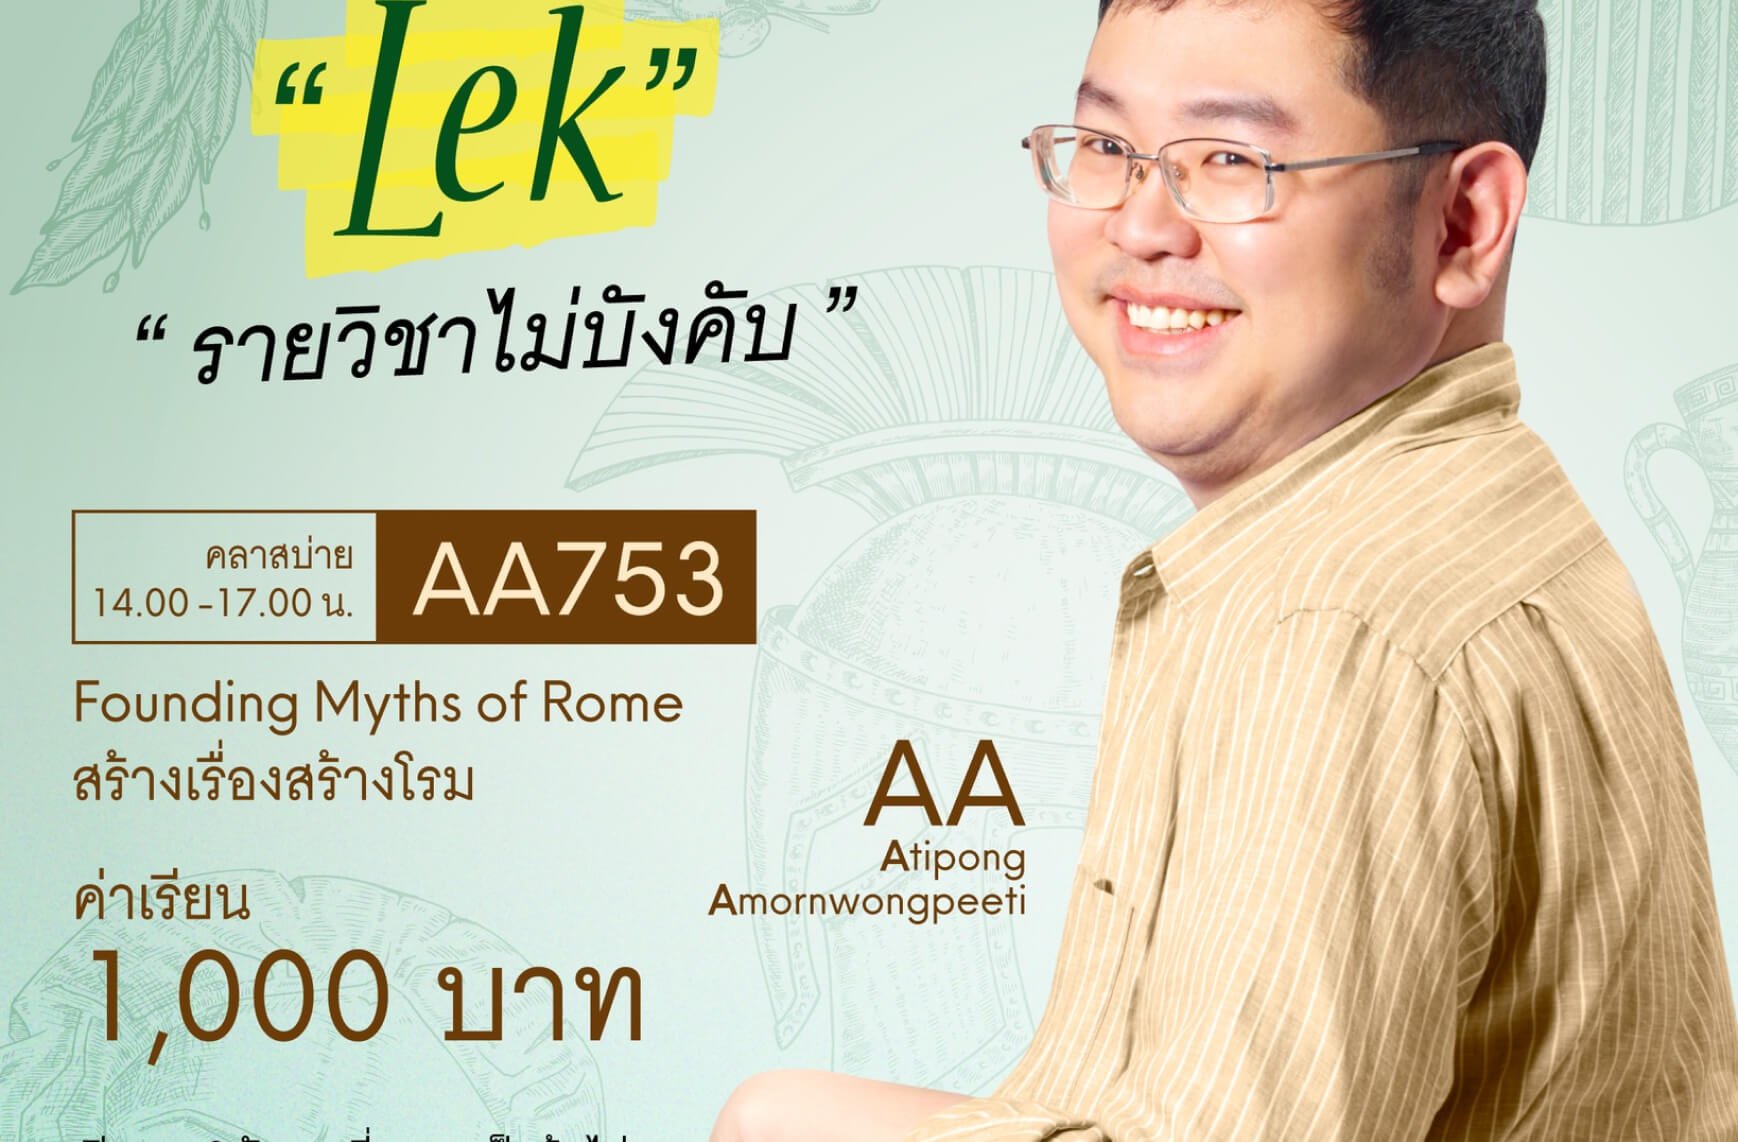 “Lek”
“ รายวิชาไม่บังคับ ”
คลาสบ่าย
14.00 -17.00 น.
AA753
Founding Myths of Rome
สร้างเรื่องสร้างโรม
ค่าเรียน
1,000 บาท
AA
Atipong
Amornwongpeeti